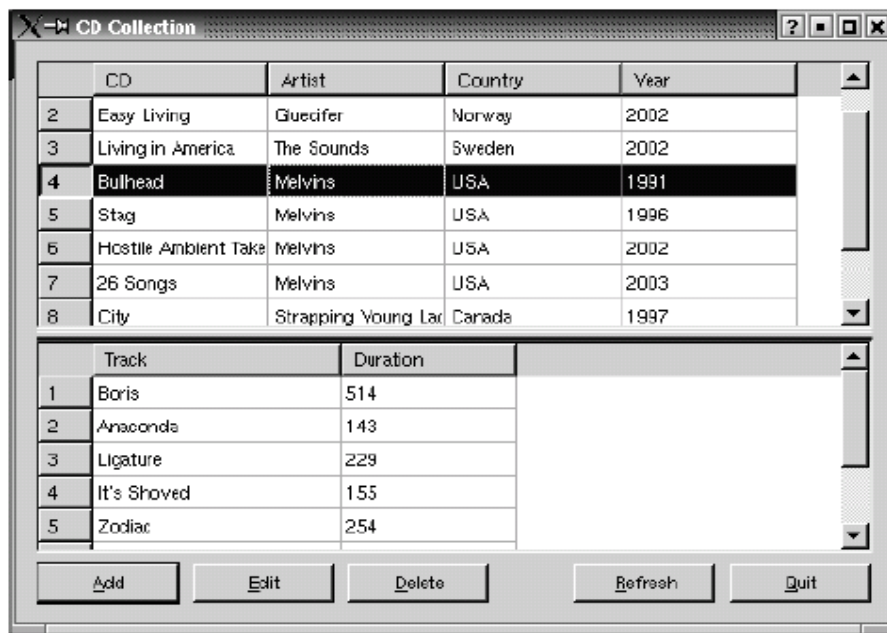 CD Collection
CD Artist Country Year
2 Easy Living Gluecifer Norway 2002
3 Living in America The Sounds Sweden 2002
4 Bullhead Melvins USA 1991
5 Stag Melvins USA 1996
6 Hostile Ambient Take Melvins USA 2002
7 26 Songs Melvins USA 2003
8 City Strapping Young Lad Canada 1997
Track Duration
1 Boris 514
2 Anaconda 143
3 Ligature 229
4 It's Shoved 155
5 Zodiac 254
Add Edit Delete Refresh Quit